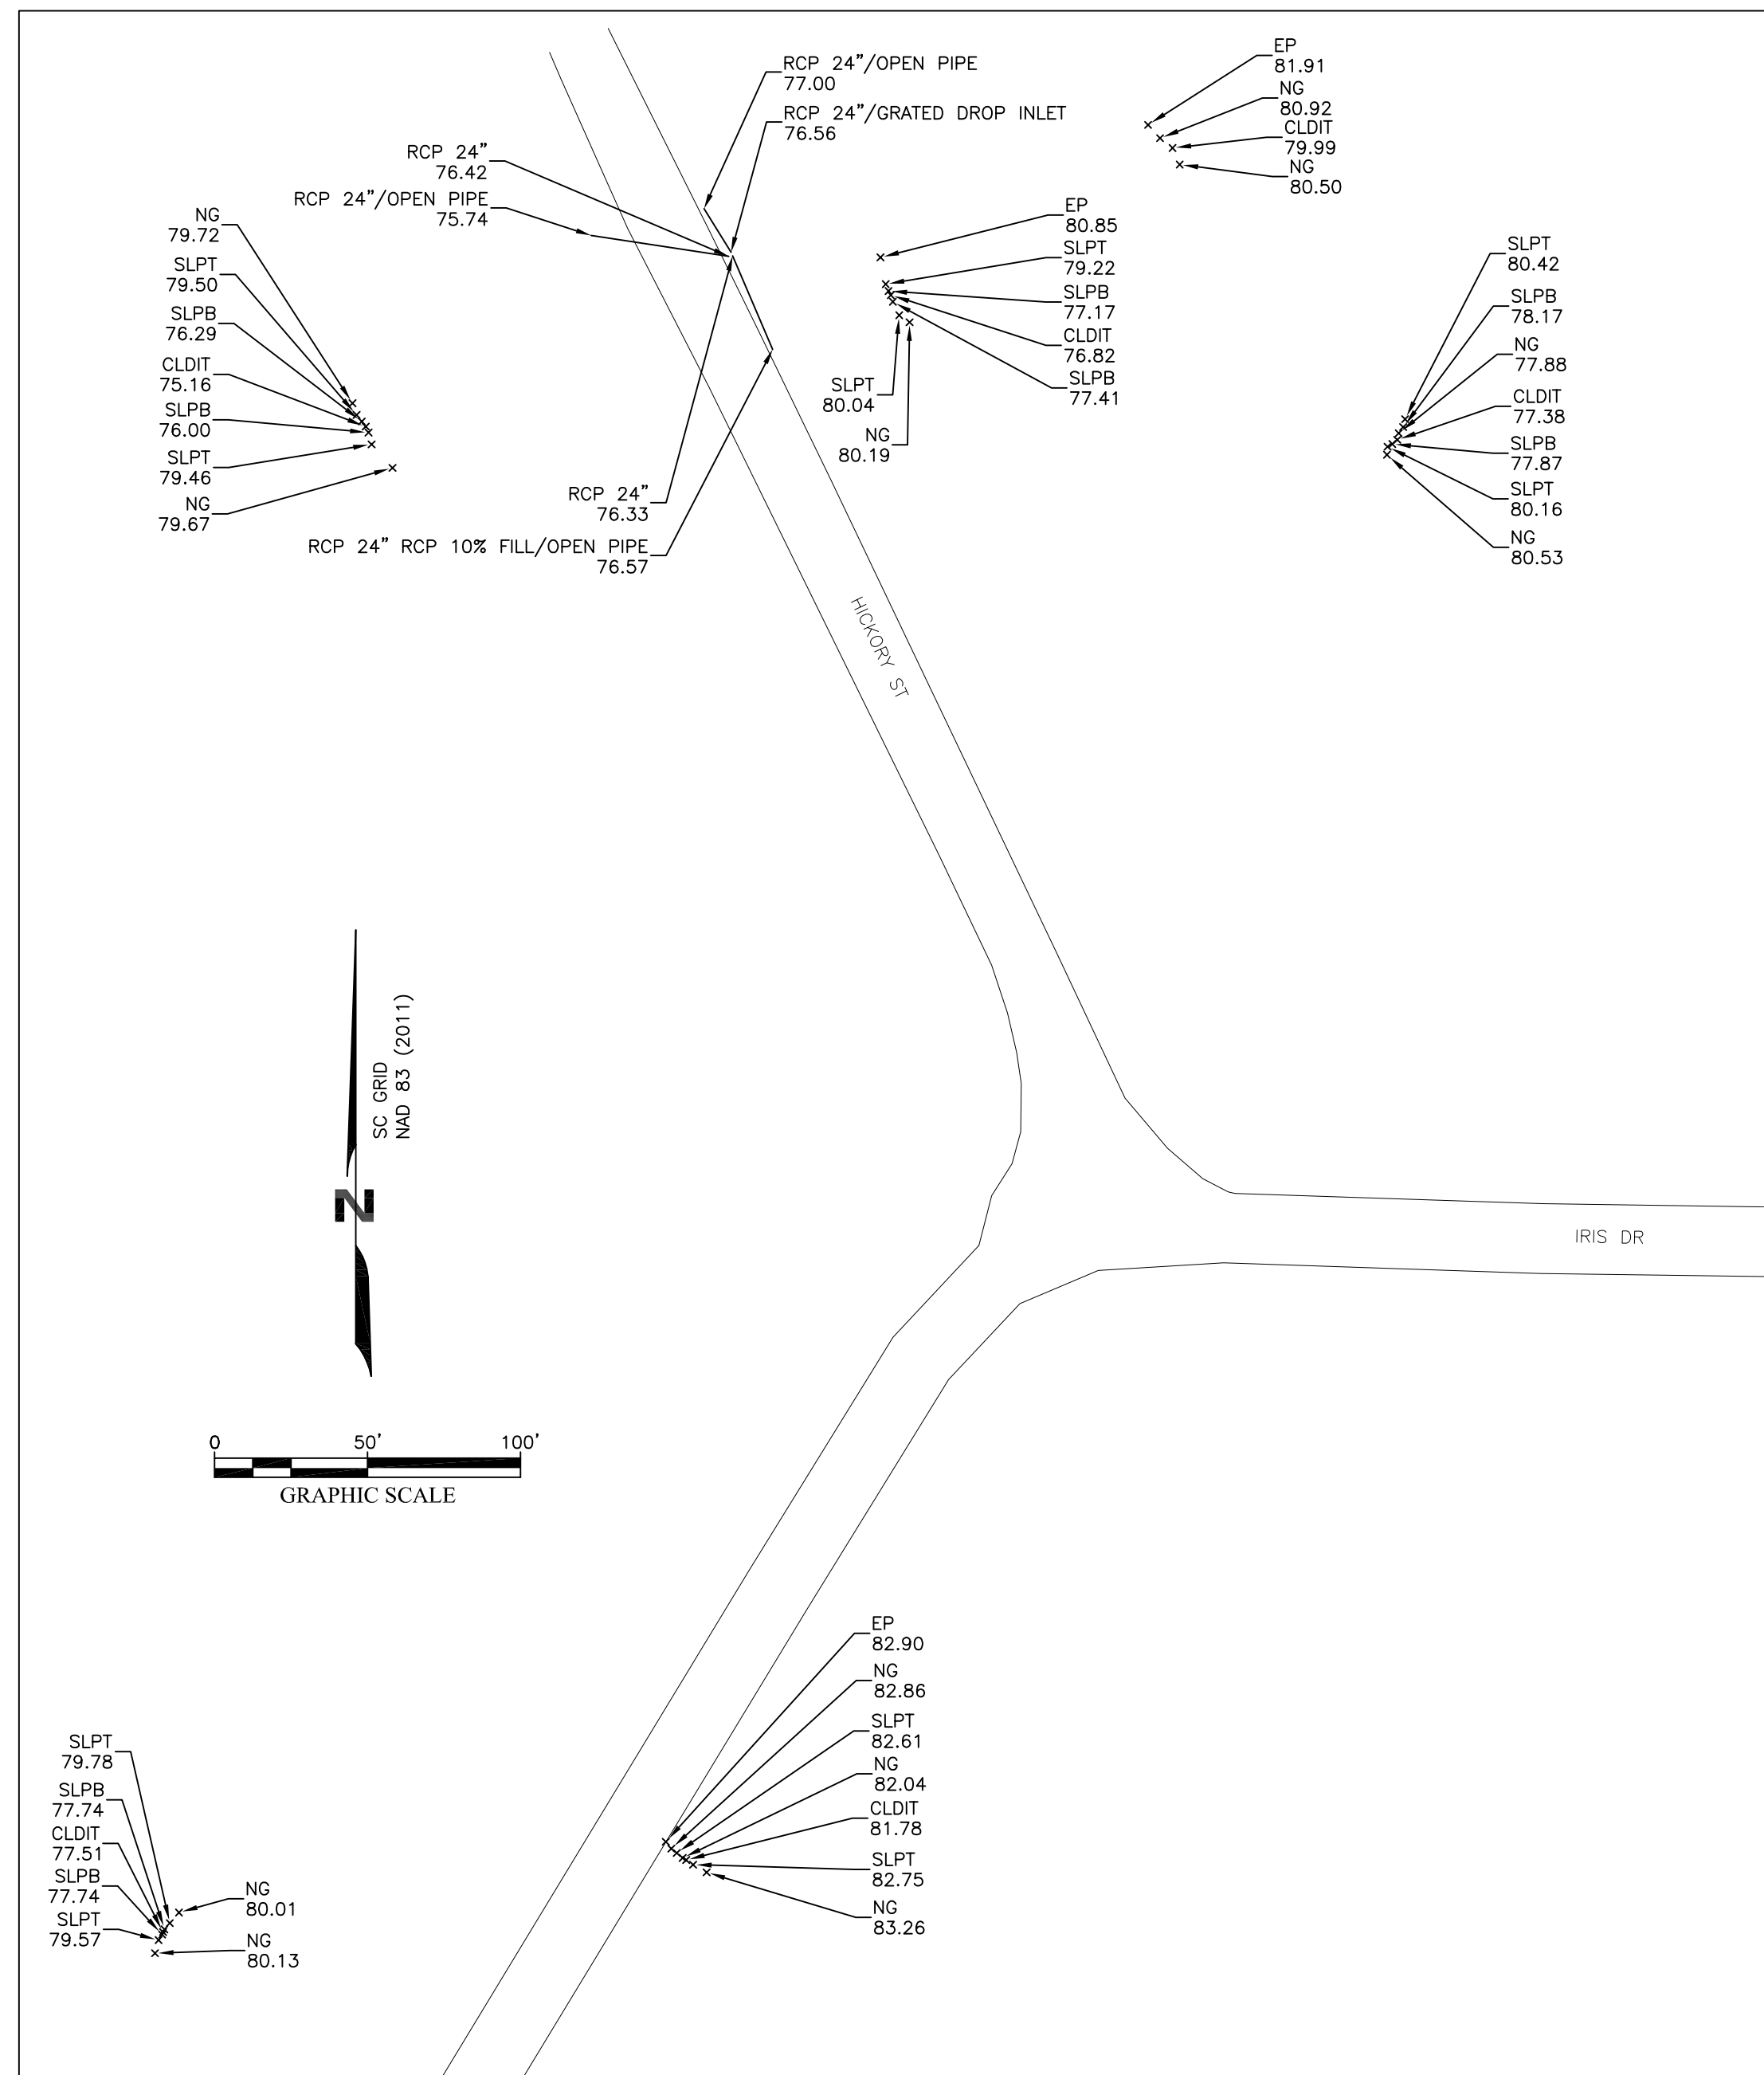 EP
81.91
NG
80.92
CLDIT
79.99
NG
80.50
RCP 24"/OPEN PIPE
77.00
RCP 24"/GRATED DROP INLET
76.56
RCP 24"
76.42
RCP 24"/OPEN PIPE
75.74
NG
79.72
SLPT
79.50
SLPB
76.29
CLDIT
75.16
SLPB
76.00
SLPT
79.46
NG
79.67
EP
80.85
SLPT
79.22
SLPB
77.17
CLDIT
76.82
SLPB
77.41
SLPT
80.04
NG
80.19
SLPT
80.42
SLPB
78.17
NG
77.88
CLDIT
77.38
SLPB
77.87
SLPT
80.16
NG
80.53
RCP 24"
76.33
RCP 24" RCP 10% FILL/OPEN PIPE
76.57
HICKORY ST
SC GRID
NAD 83 (2011)
N
IRIS DR
0 50' 100'
GRAPHIC SCALE
EP
82.90
NG
82.86
SLPT
82.61
NG
82.04
CLDIT
81.78
SLPT
82.75
NG
83.26
SLPT
79.78
SLPB
77.74
CLDIT
77.51
SLPB
77.74
SLPT
79.57
NG
80.01
NG
80.13